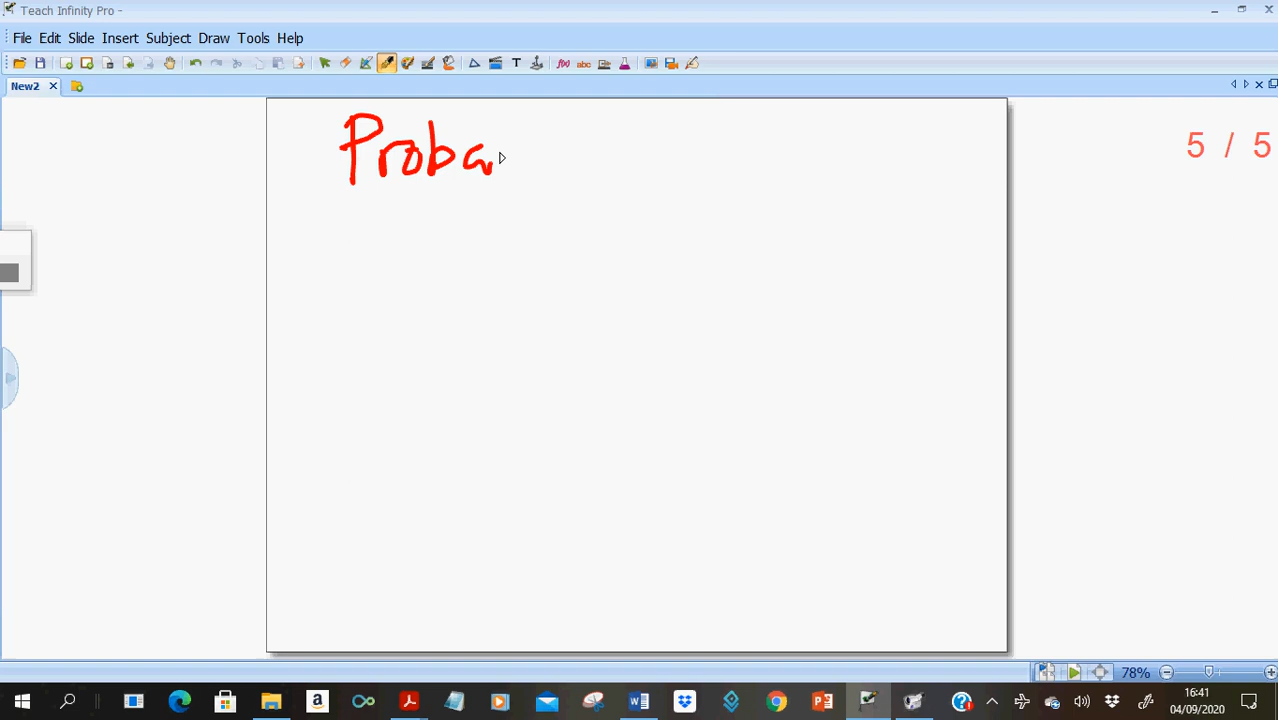 Teach Infinity Pro -
File Edit Slide Insert Subject Draw Tools Help
f(x) abc
New2
Proba
5 / 5
78%
16:41
04/09/2020